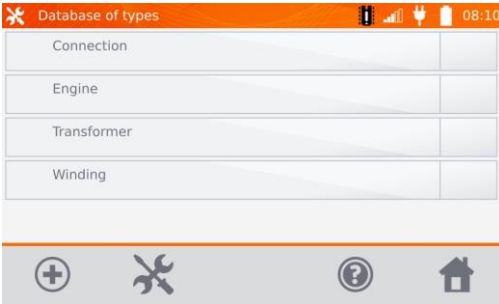 Database of types 08:10
Connection
Engine
Transformer
Winding